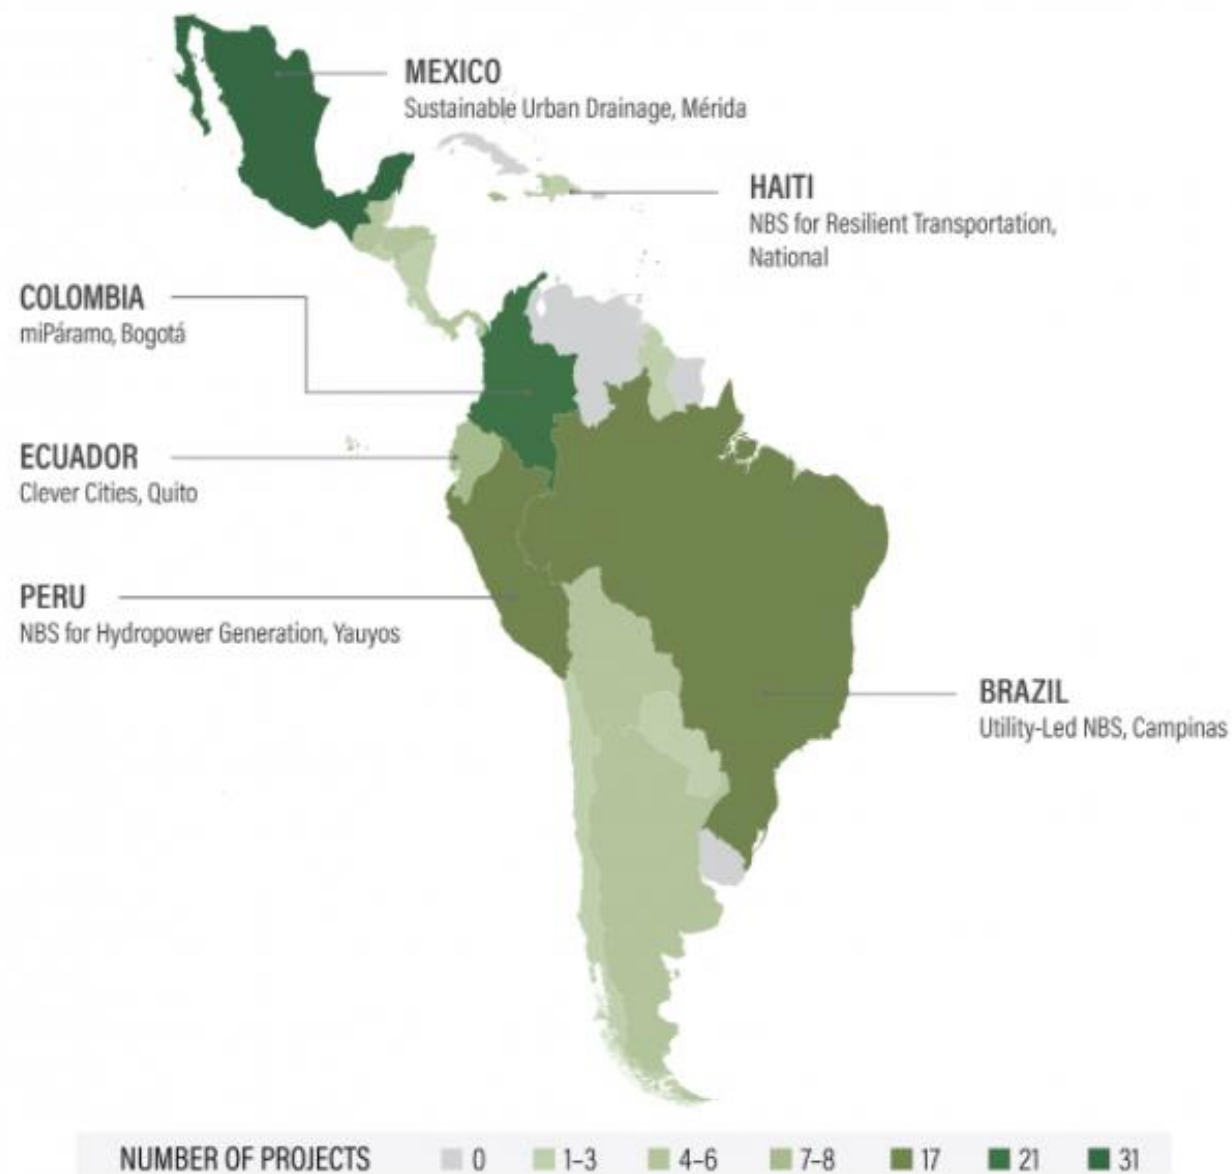 MEXICO
Sustainable Urban Drainage, Mérida
HAITI
NBS for Resilient Transportation,
National
COLOMBIA
miPáramo, Bogotá
ECUADOR
Clever Cities, Quito
PERU
NBS for Hydropower Generation, Yauyos
BRAZIL
Utility-Led NBS, Campinas
NUMBER OF PROJECTS 0 1–3 4–6 7–8 17 21 31